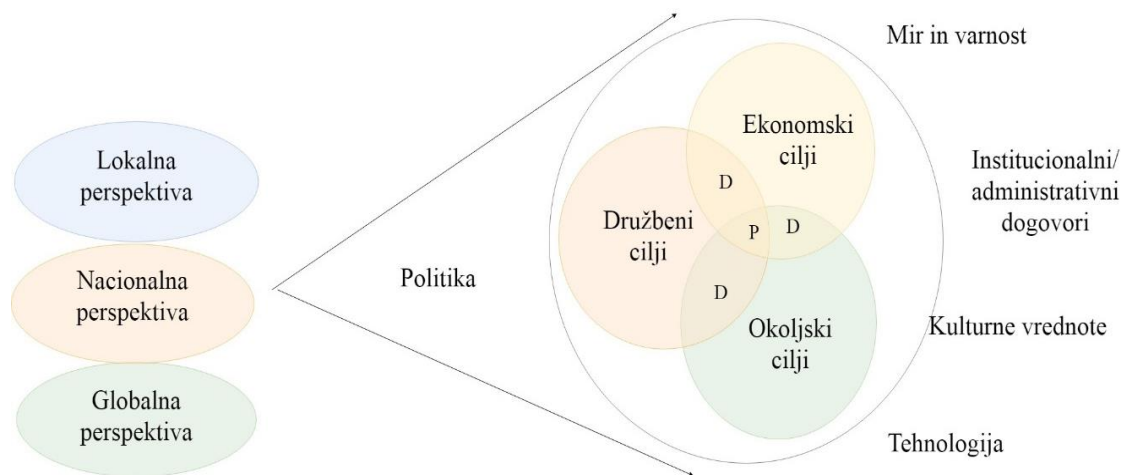 Lokalna
perspektiva
Nacionalna
perspektiva
Globalna
perspektiva
Politika
Ekonomski
cilji
D
Družbeni
cilji
P
D
D
Okoljski
cilji
Mir in varnost
Institucionalni/
administrativni
dogovori
Kulturne vrednote
Tehnologija